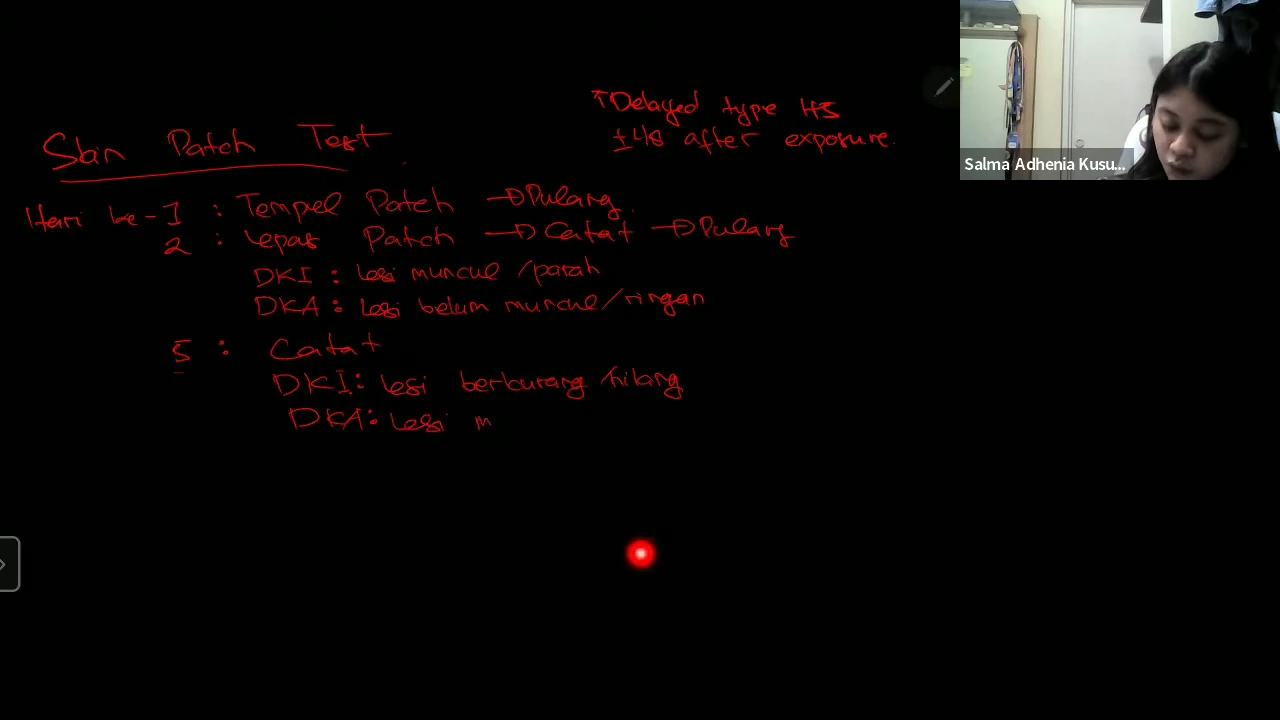 ↑Delayed type HS
±48 after exposure.
Skin Patch Test
Hari ke-1 : Tempel Patch → Pulang.
2 : Lepas Patch → Catat → Pulang
DKI : lesi muncul /parah
DKA : lesi belum muncul/ringan
5 : Catat
DKI: lesi berkurang /hilang
DKA: Lesi m
Salma Adhenia Kusu...